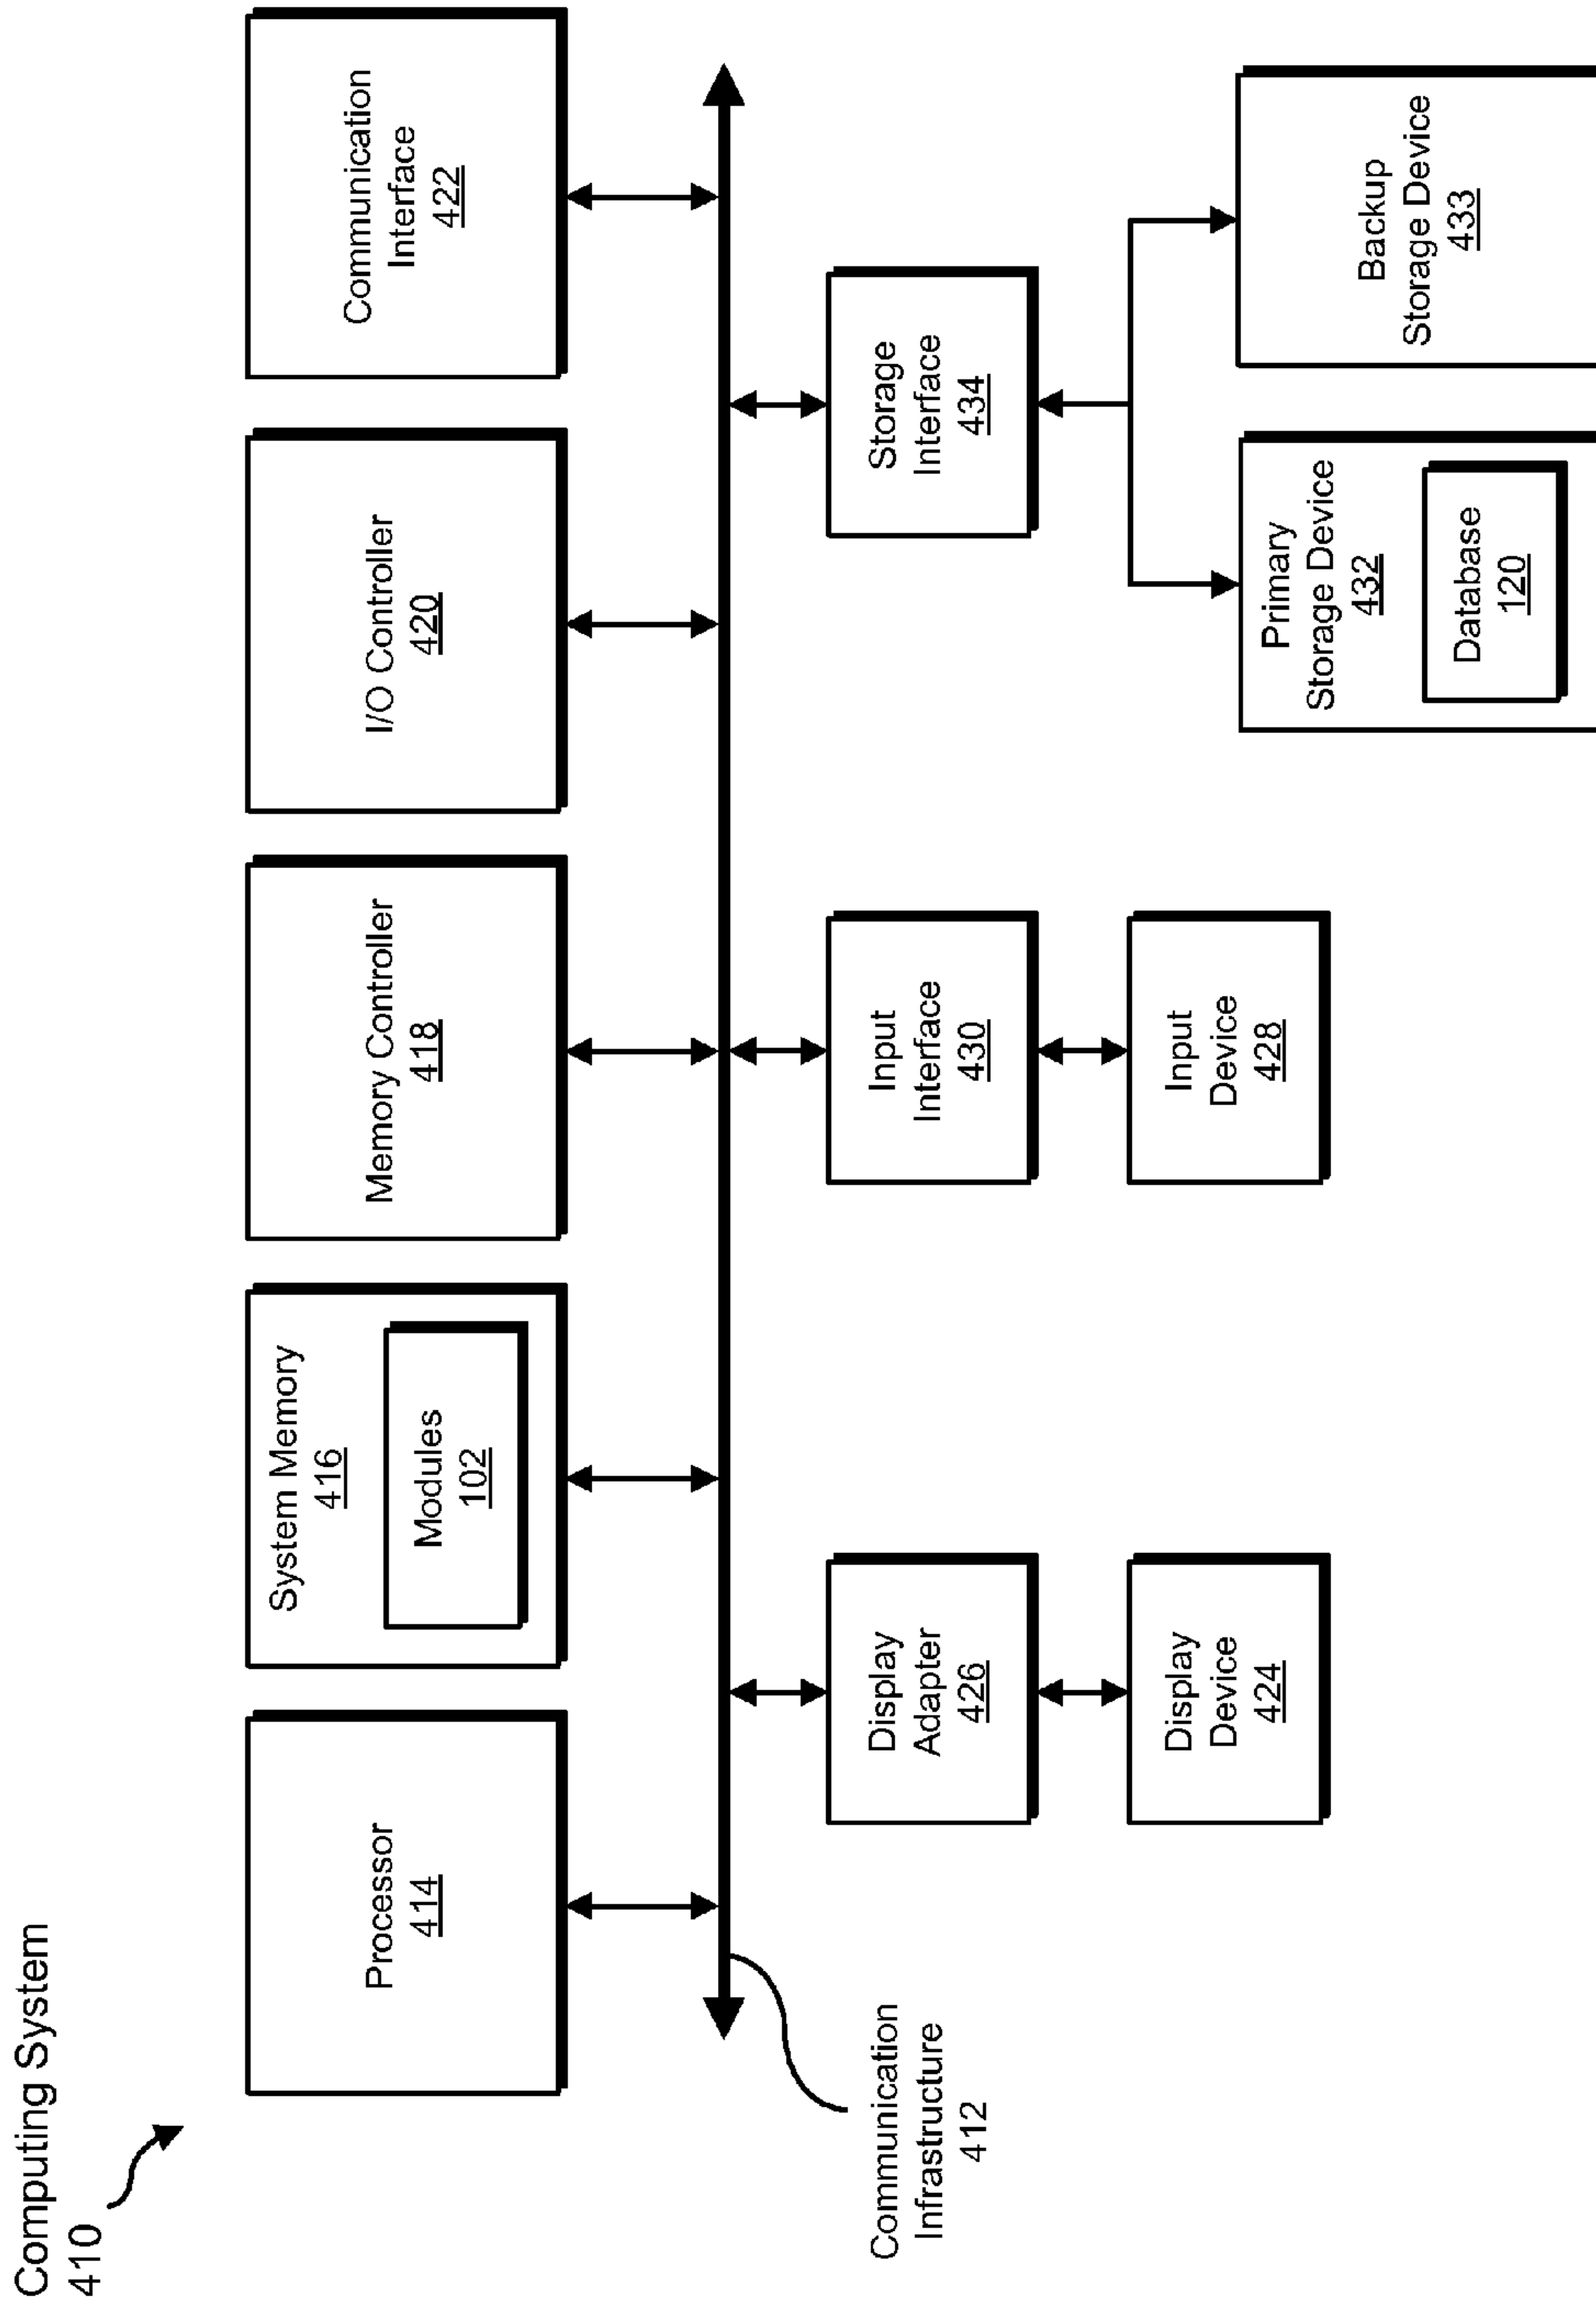 Computing System
410
Processor
414
System Memory
416
Modules
102
Memory Controller
418
I/O Controller
420
Communication
Interface
422
Communication
Infrastructure
412
Display
Adapter
426
Input
Interface
430
Storage
Interface
434
Display
Device
424
Input
Device
428
Primary
Storage Device
432
Database
120
Backup
Storage Device
433